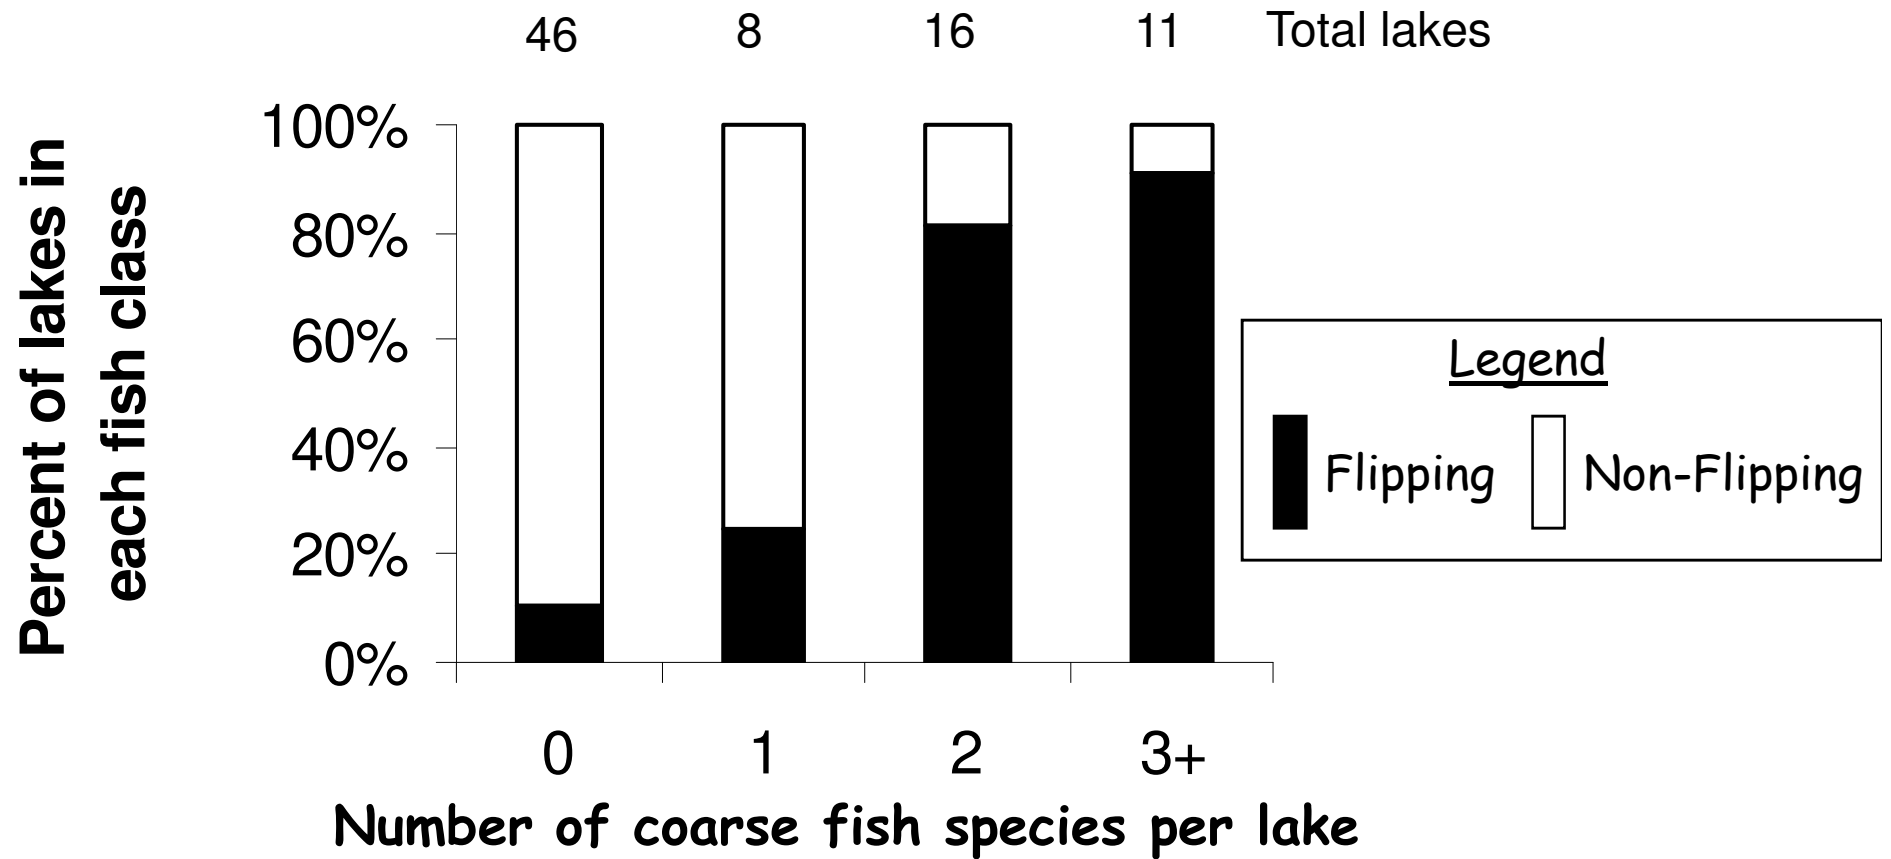 46 8 16 11 Total lakes
Percent of lakes in
each fish class
100%
80%
60%
40%
20%
0%
Legend
Flipping Non-Flipping
0 1 2 3+
Number of coarse fish species per lake